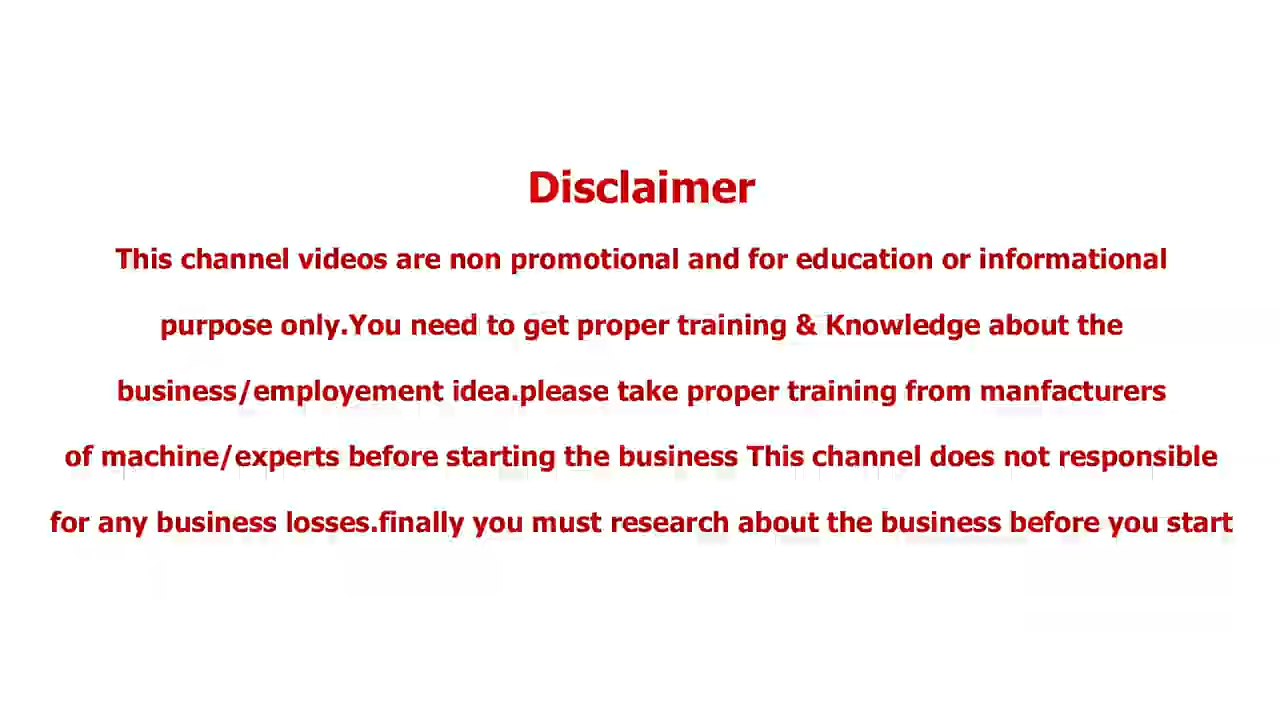 Disclaimer
This channel videos are non promotional and for education or informational
purpose only.You need to get proper training & Knowledge about the
business/employement idea.please take proper training from manfacturers
of machine/experts before starting the business This channel does not responsible
for any business losses.finally you must research about the business before you start